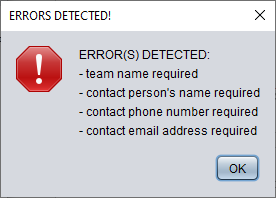 ERRORS DETECTED!
ERROR(S) DETECTED:
- team name required
- contact person's name required
- contact phone number required
- contact email address required
OK